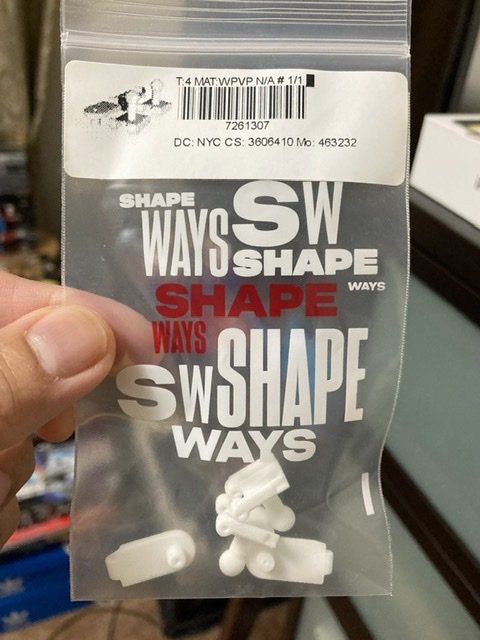 T:4 MAT:WPVP N/A # 1/1
7261307
DC: NYC CS: 3606410 Mo: 463232
SHAPE
WAYS
SW
SHAPE
WAYS
SHAPE
WAYS
SW
SHAPE
WAYS